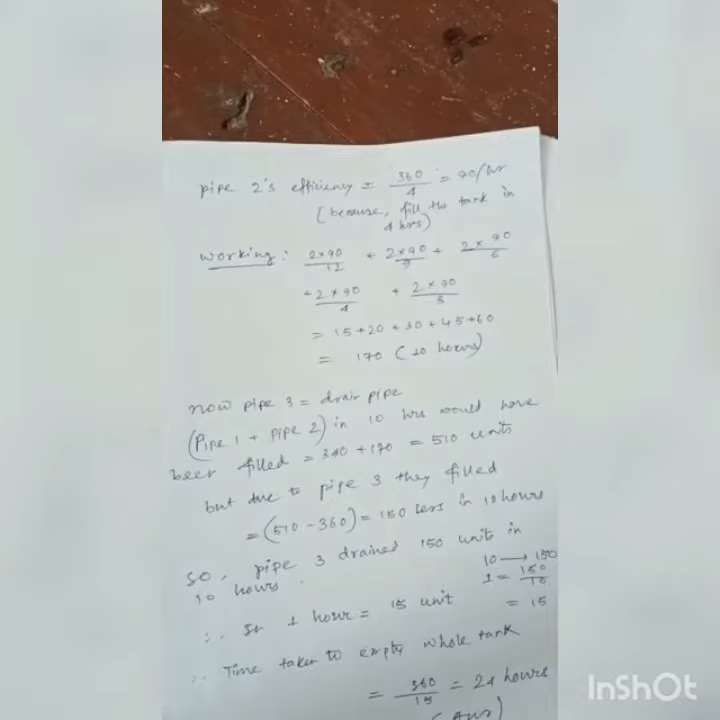 Pipe 2's efficiency = 360/4 = 90/hr
[because, fill the tank in
4 hrs)
Working: 2×90/12 + 2×90/9 + 2×90/6
+ 2×90/4 + 2×90/3
= 15+20+30+45+60
= 170 (10 hours)
now pipe 3 = drain pipe
(Pipe 1 + Pipe 2) in 10 hrs would have
been filled = 340 + 170 = 510 units
but due to pipe 3 they filled
= (510 - 360) = 150 less in 10 hours
So, pipe 3 drained 150 units in
10 hours.
10 → 150
1 = 150/10
= 15
∴ In 1 hour = 15 unit
∴ Time taken to empty whole tank
= 360/15 = 24 hours
(Ans)
InShOt